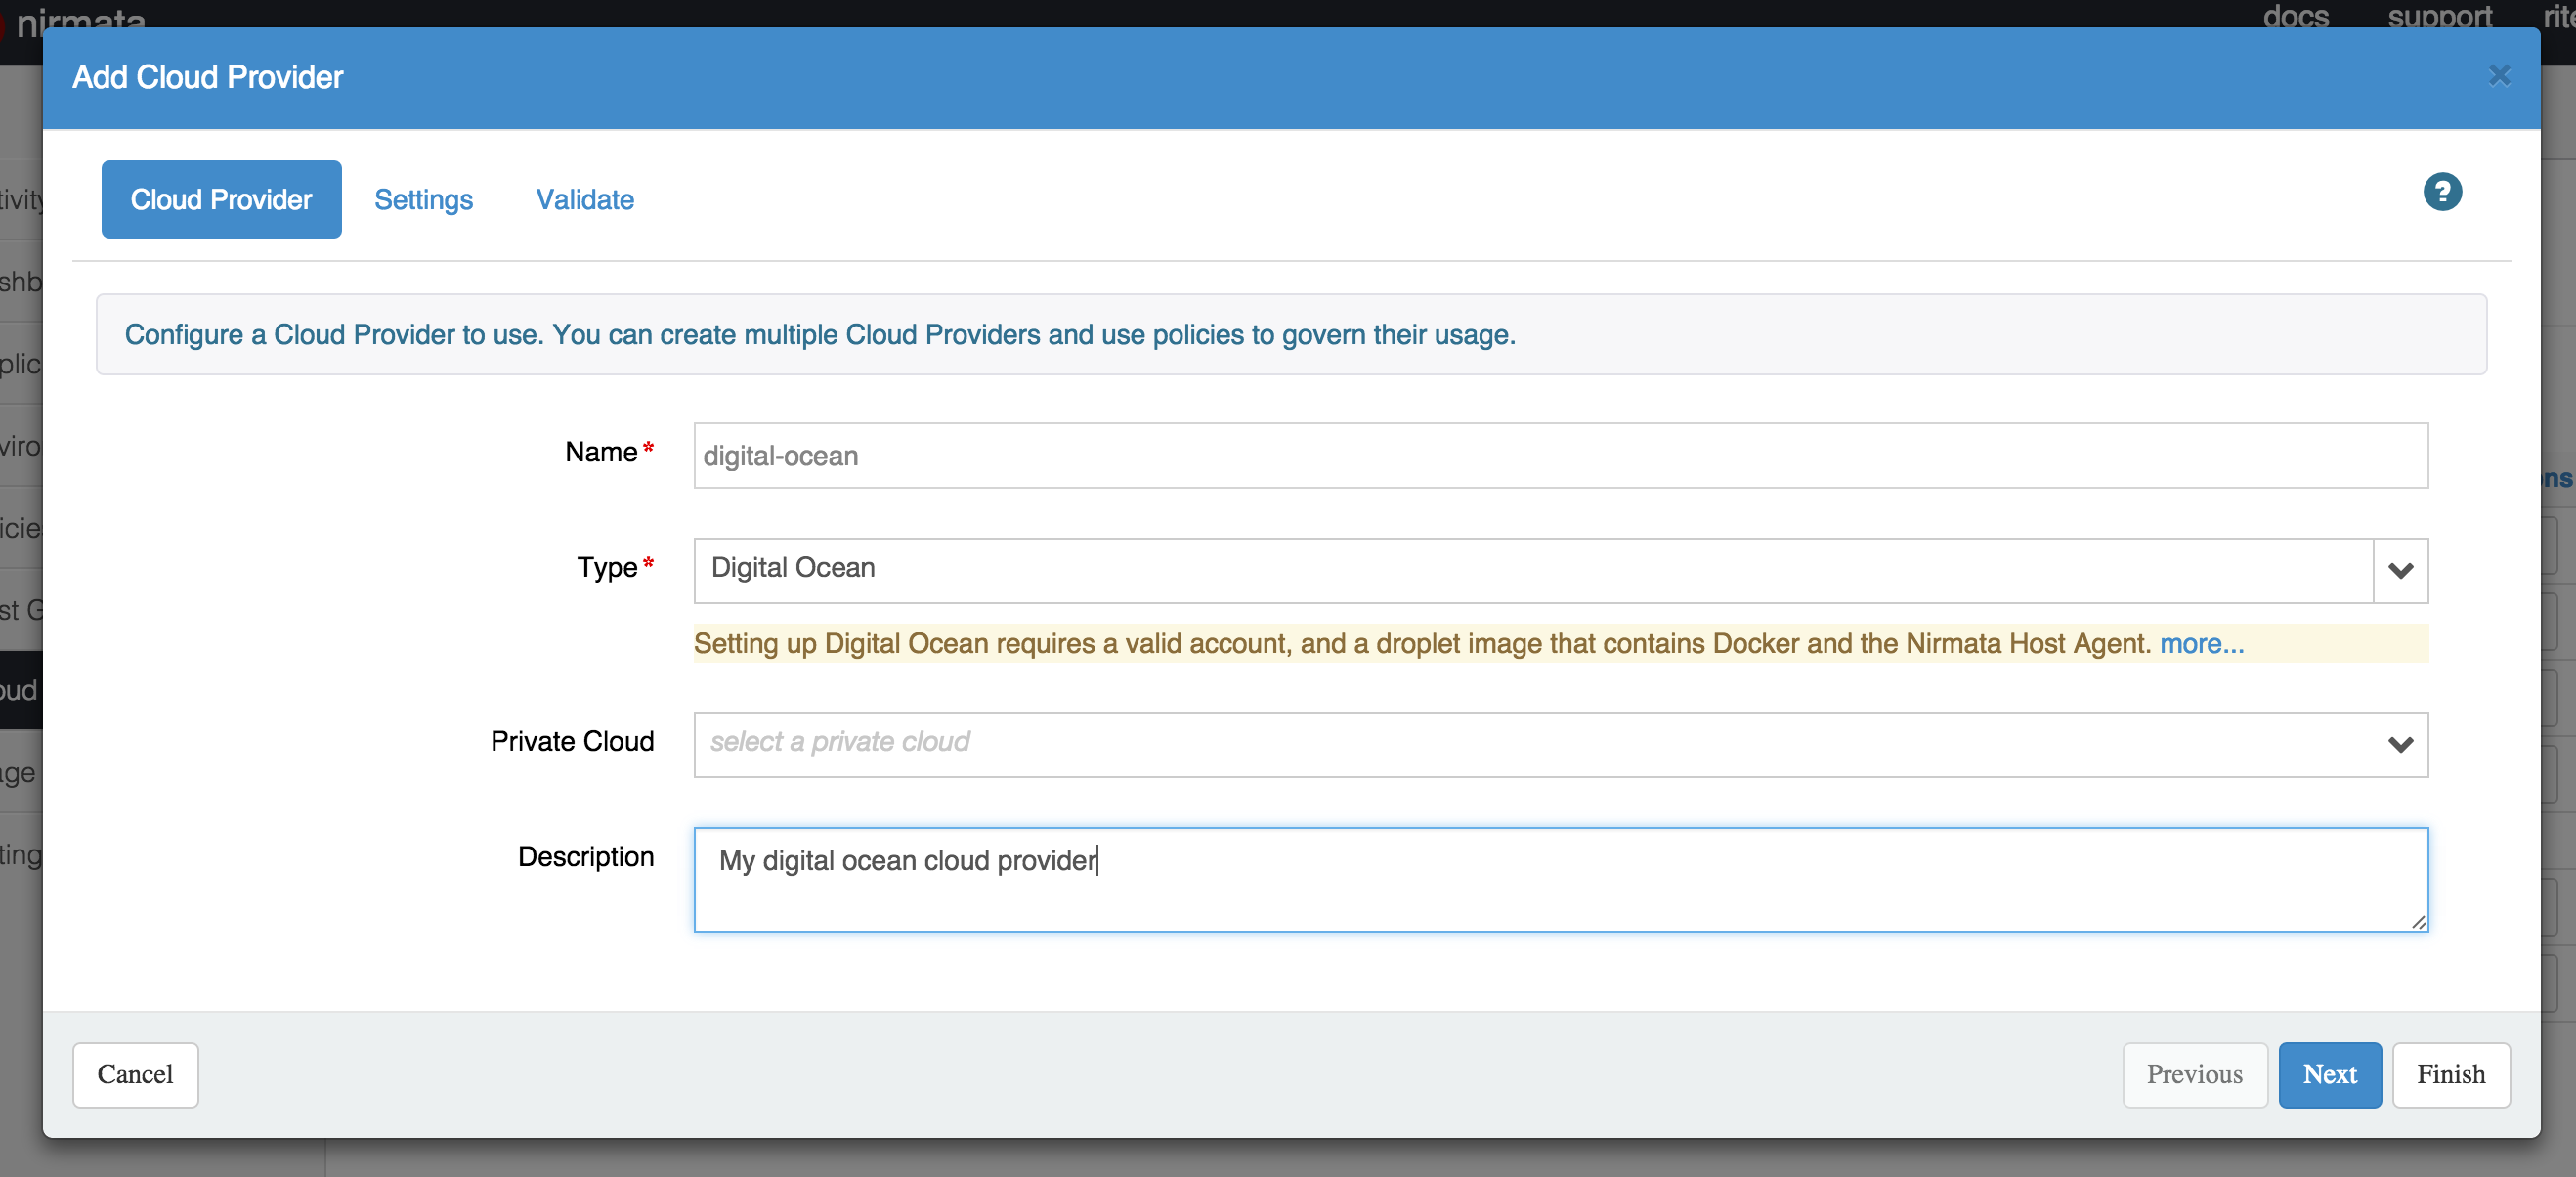 nirmata
docs support
Add Cloud Provider
Cloud Provider Settings Validate
?
Configure a Cloud Provider to use. You can create multiple Cloud Providers and use policies to govern their usage.
Name *
digital-ocean
Type *
Digital Ocean
Setting up Digital Ocean requires a valid account, and a droplet image that contains Docker and the Nirmata Host Agent. more...
Private Cloud
select a private cloud
Description
My digital ocean cloud provider
Cancel Previous Next Finish